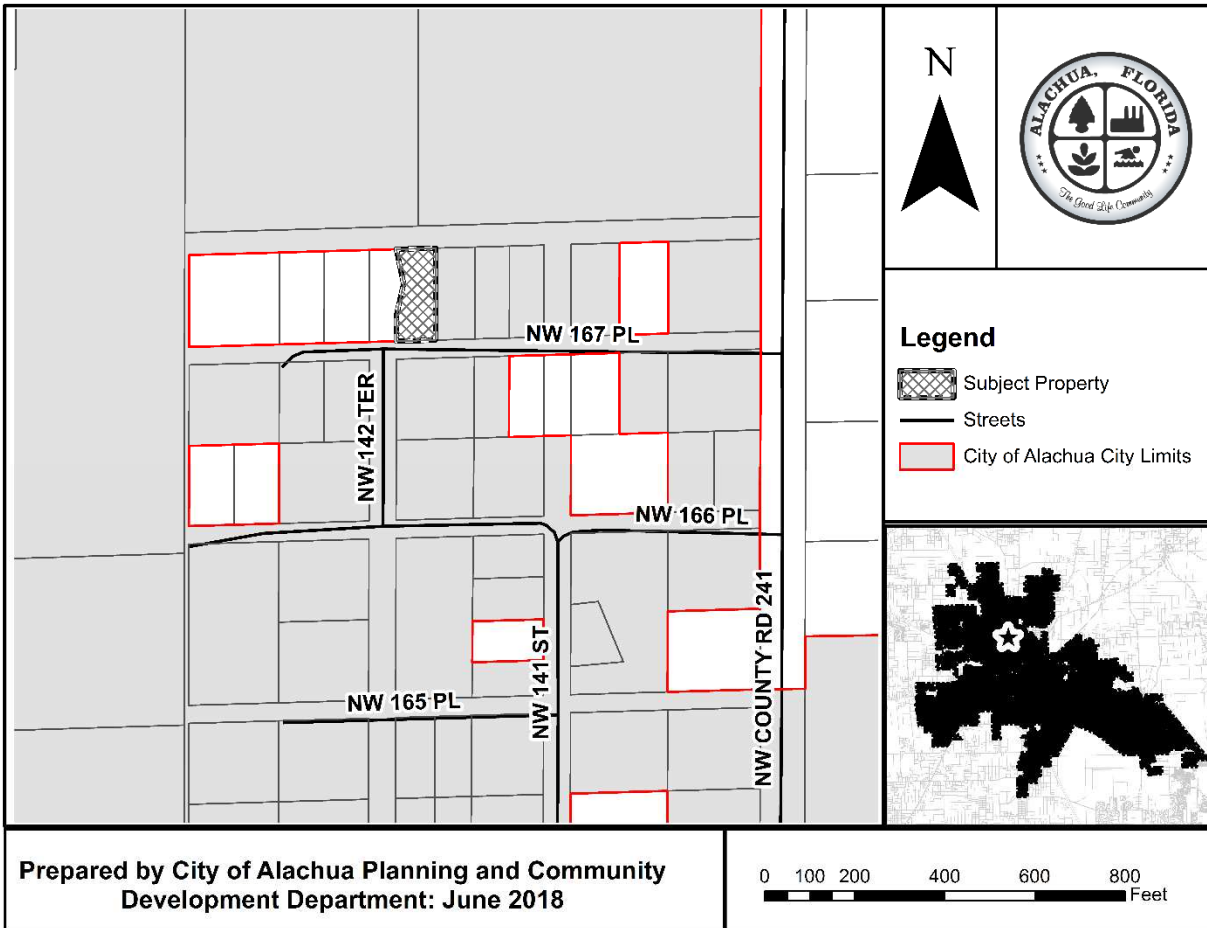 NW 167 PL
NW 142 TER
NW 166 PL
NW 141 ST
NW COUNTY RD 241
NW 165 PL
N
ALACHUA, FLORIDA
The Good Life Community
Legend
Subject Property
Streets
City of Alachua City Limits
Prepared by City of Alachua Planning and Community
Development Department: June 2018
0 100 200 400 600 800
Feet